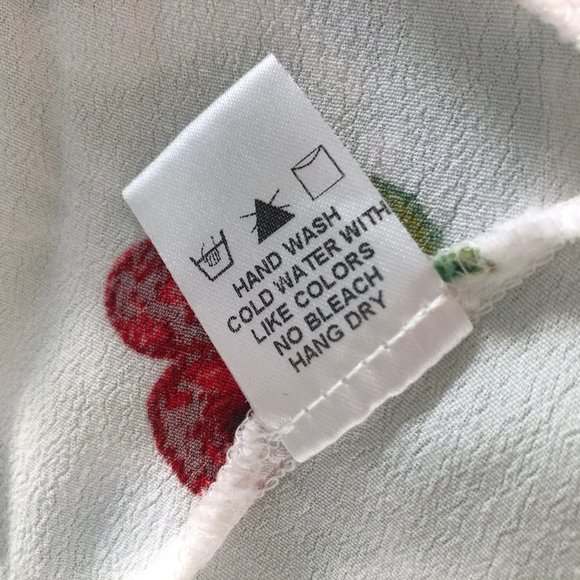 HAND WASH
COLD WATER WITH
LIKE COLORS
NO BLEACH
HANG DRY